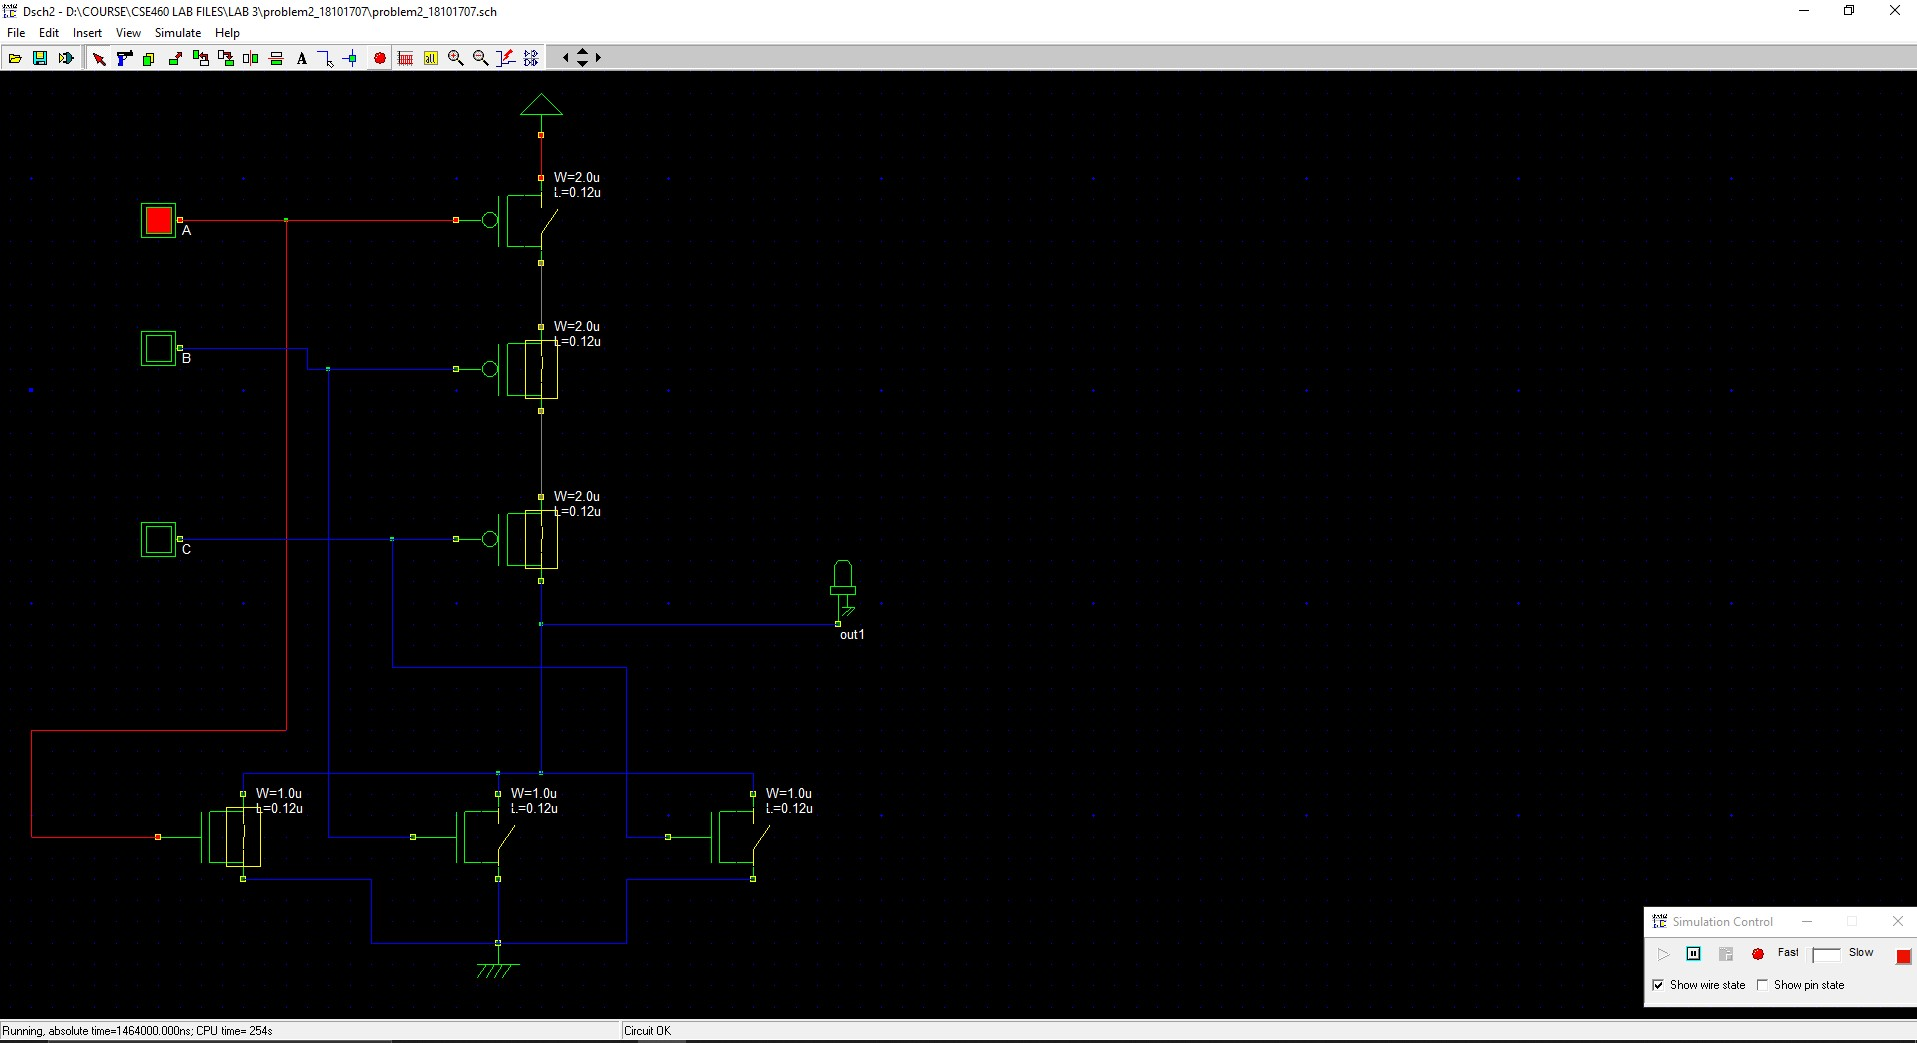 Dsch2 - D:\COURSE\CSE460 LAB FILES\LAB 3\problem2_18101707\problem2_18101707.sch
File Edit Insert View Simulate Help
A
all
W=2.0u
L=0.12u
A
W=2.0u
L=0.12u
B
W=2.0u
L=0.12u
C
out1
W=1.0u
L=0.12u
W=1.0u
L=0.12u
W=1.0u
L=0.12u
Simulation Control
Fast Slow
Show wire state Show pin state
Running, absolute time=1464000.000ns; CPU time= 254s
Circuit OK